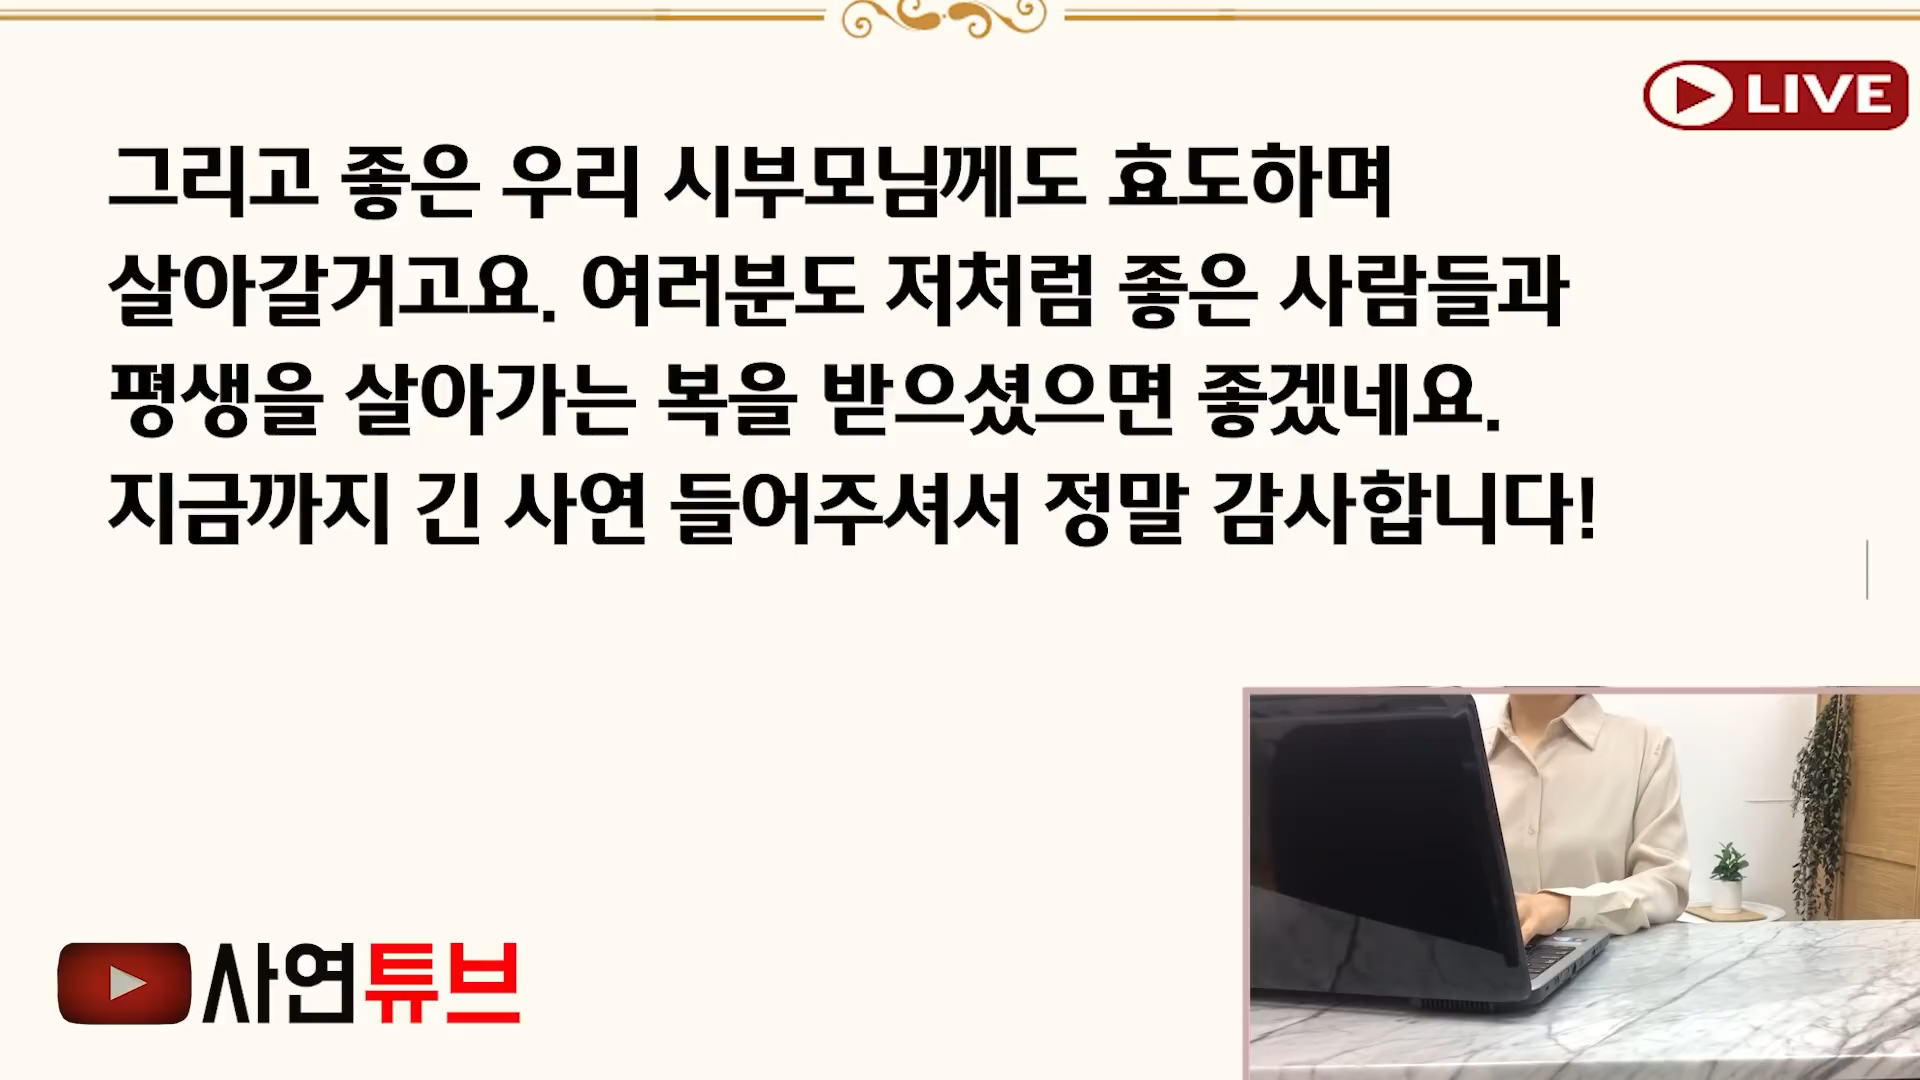 LIVE
그리고 좋은 우리 시부모님께도 효도하며
살아갈거고요. 여러분도 저처럼 좋은 사람들과
평생을 살아가는 복을 받으셨으면 좋겠네요.
지금까지 긴 사연 들어주셔서 정말 감사합니다!
사연튜브